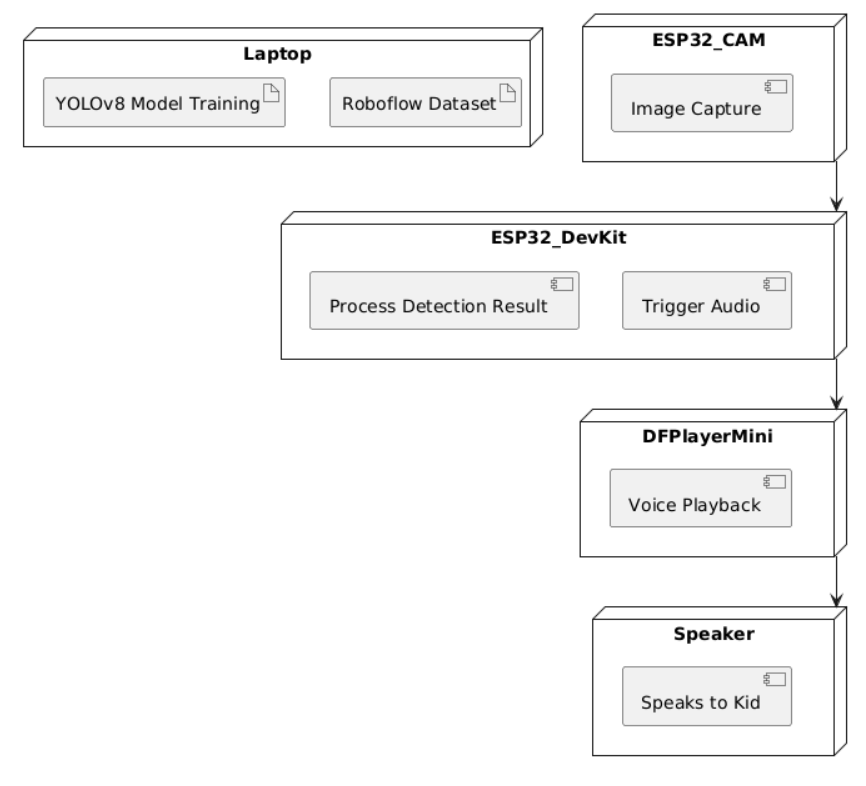 Laptop
YOLOv8 Model Training
Roboflow Dataset
ESP32_CAM
Image Capture
ESP32_DevKit
Process Detection Result
Trigger Audio
DFPlayerMini
Voice Playback
Speaker
Speaks to Kid